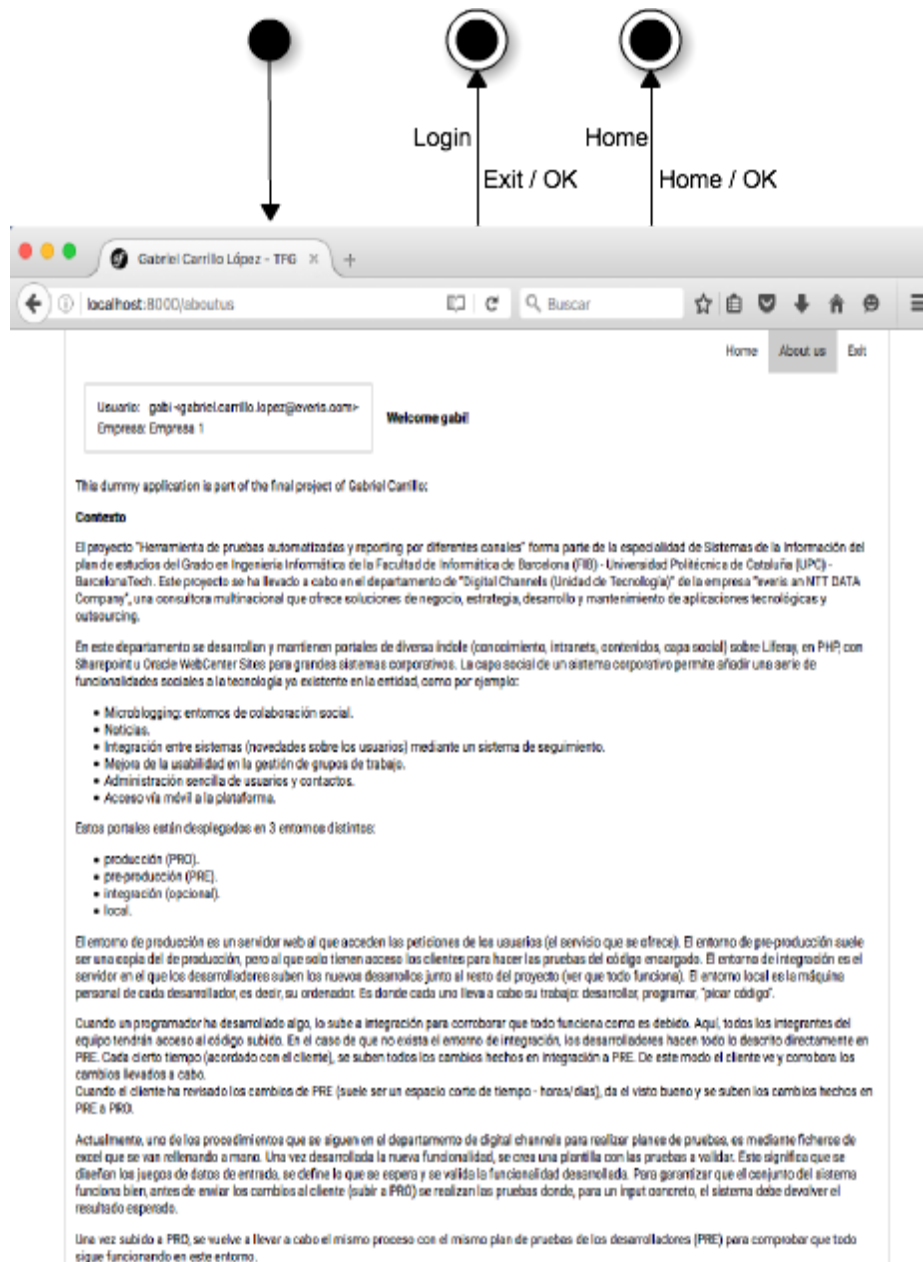 Login
Home
Exit / OK
Home / OK
Gabriel Carrillo López - TFG
localhost:8000/aboutus
Buscar
Home About us Exit
Usuario: gabi <gabriel.carrillo.lopez@everis.com>
Empresa: Empresa 1
Welcome gabi!
This dummy application is part of the final project of Gabriel Carrillo:
Contexto
El proyecto "Herramienta de pruebas automatizadas y reporting por diferentes canales" forma parte de la especialidad de Sistemas de la Información del
plan de estudios del Grado en Ingeniería Informática de la Facultad de Informática de Barcelona (FIB) - Universidad Politécnica de Cataluña (UPC) -
BarcelonaTech. Este proyecto se ha llevado a cabo en el departamento de "Digital Channels (Unidad de Tecnología)" de la empresa "everis an NTT DATA
Company", una consultora multinacional que ofrece soluciones de negocio, estrategia, desarrollo y mantenimiento de aplicaciones tecnológicas y
outsourcing.
En este departamento se desarrollan y mantienen portales de diversa índole (conocimiento, intranets, contenidos, capa social) sobre Liferay, en PHP, con
Sharepoint u Oracle WebCenter Sites para grandes sistemas corporativos. La capa social de un sistema corporativo permite añadir una serie de
funcionalidades sociales a la tecnología ya existente en la entidad, como por ejemplo:
• Microblogging: entornos de colaboración social.
• Noticias.
• Integración entre sistemas (novedades sobre los usuarios) mediante un sistema de seguimiento.
• Mejora de la usabilidad en la gestión de grupos de trabajo.
• Administración sencilla de usuarios y contactos.
• Acceso vía móvil a la plataforma.
Estos portales están desplegados en 3 entornos distintos:
• producción (PRO).
• pre-producción (PRE).
• integración (opcional).
• local.
El entorno de producción es un servidor web al que acceden las peticiones de los usuarios (el servicio que se ofrece). El entorno de pre-producción suele
ser una copia del de producción, pero al que solo tienen acceso los clientes para hacer las pruebas del código encargado. El entorno de integración es el
servidor en el que los desarrolladores suben los nuevos desarrollos junto al resto del proyecto (ver que todo funciona). El entorno local es la máquina
personal de cada desarrollador, es decir, su ordenador. Es donde cada uno lleva a cabo su trabajo: desarrollar, programar, "picar código".
Cuando un programador ha desarrollado algo, lo sube a integración para corroborar que todo funciona como es debido. Aquí, todos los integrantes del
equipo tendrán acceso al código subido. En el caso de que no exista el entorno de integración, los desarrolladores hacen todo lo descrito directamente en
PRE. Cada cierto tiempo (acordado con el cliente), se suben todos los cambios hechos en integración a PRE. De este modo el cliente ve y corrobora los
cambios llevados a cabo.
Cuando el cliente ha revisado los cambios de PRE (suele ser un espacio corto de tiempo - horas/días), da el visto bueno y se suben los cambios hechos en
PRE a PRO.
Actualmente, uno de los procedimientos que se siguen en el departamento de digital channels para realizar planes de pruebas, es mediante ficheros de
excel que se van rellenando a mano. Una vez desarrollada la nueva funcionalidad, se crea una plantilla con las pruebas a validar. Esto significa que se
diseñan los juegos de datos de entrada, se define lo que se espera y se valida la funcionalidad desarrollada. Para garantizar que el conjunto del sistema
funciona bien, antes de enviar los cambios al cliente (subir a PRO) se realizan las pruebas donde, para un input concreto, el sistema debe devolver el
resultado esperado.
Una vez subido a PRO, se vuelve a llevar a cabo el mismo proceso con el mismo plan de pruebas de los desarrolladores (PRE) para comprobar que todo
sigue funcionando en este entorno.